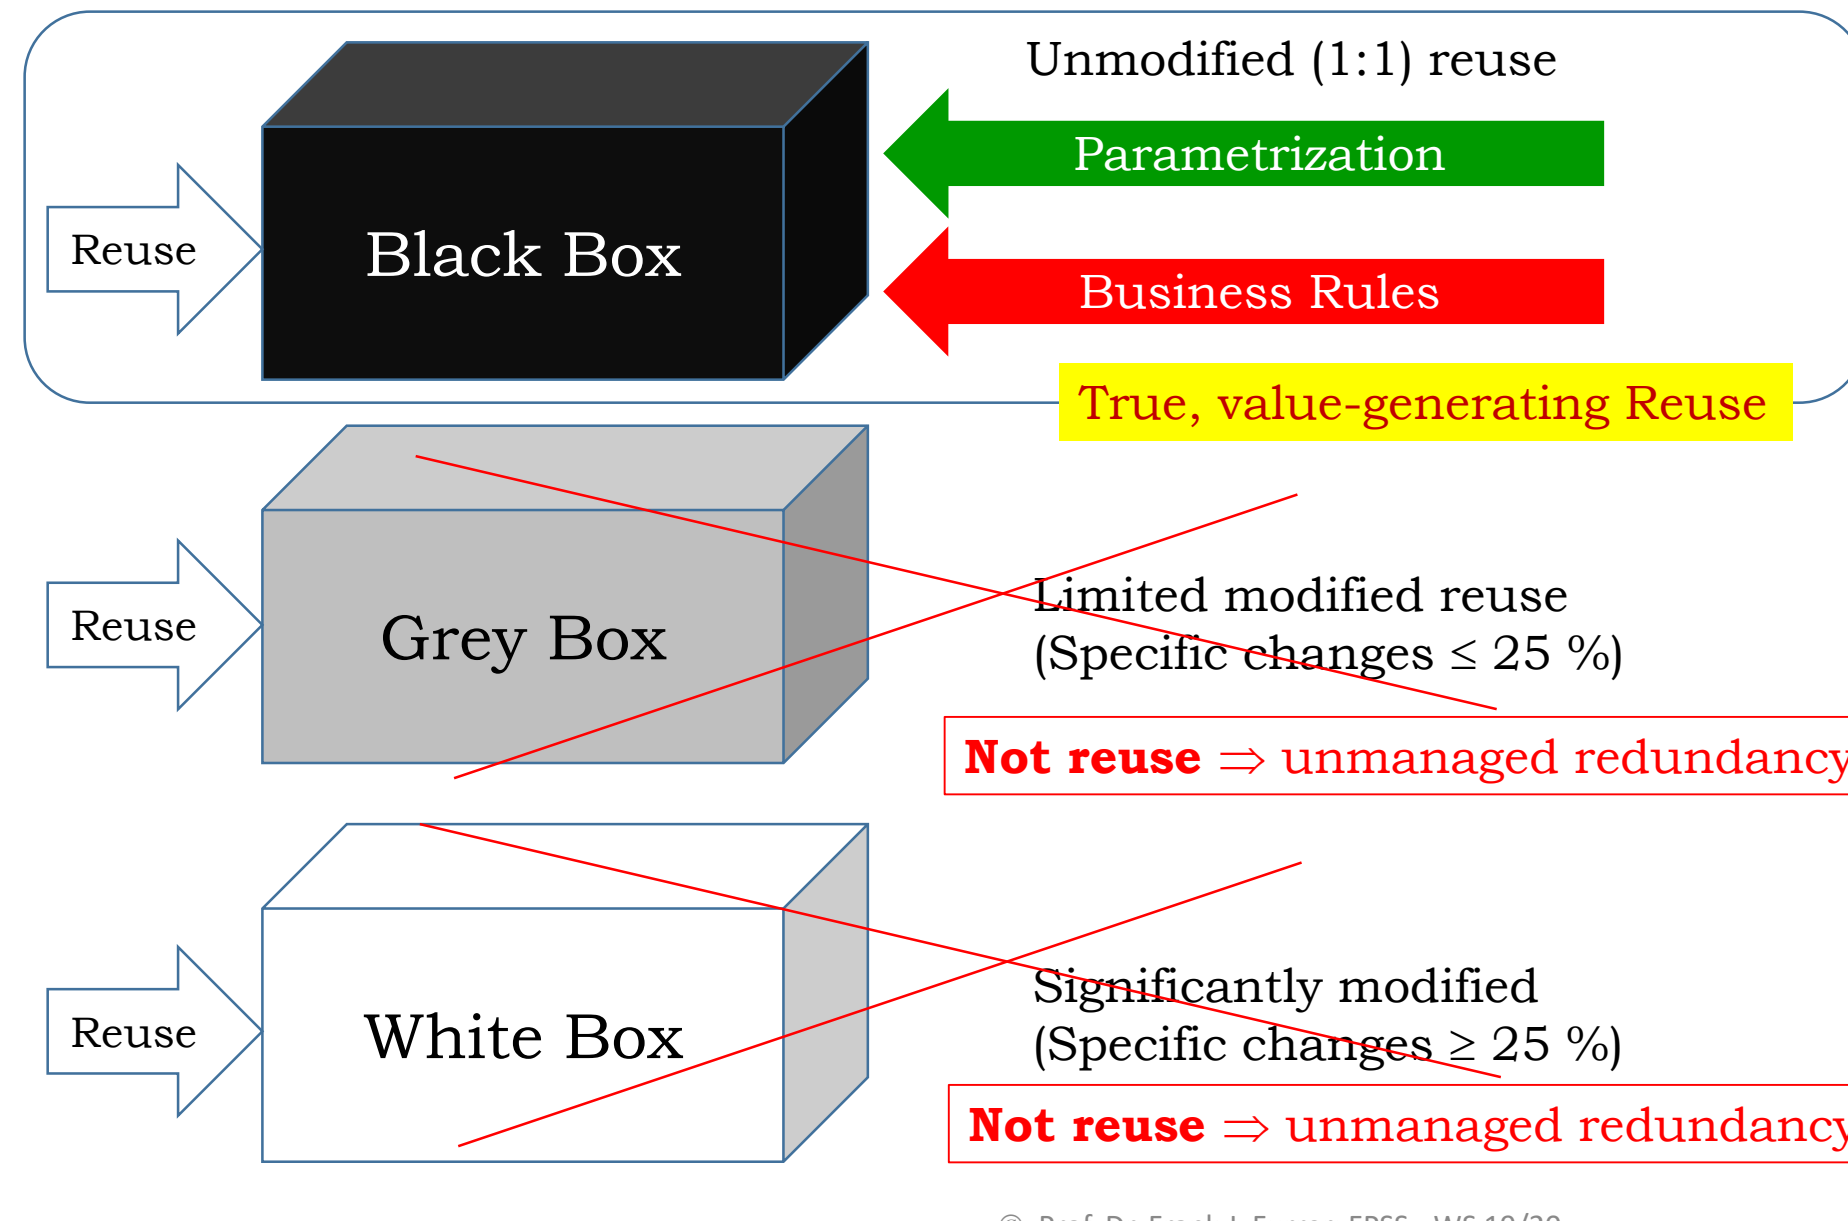 Unmodified (1:1) reuse
Parametrization
Reuse
Black Box
Business Rules
True, value-generating Reuse
Reuse
Grey Box
Limited modified reuse
(Specific changes ≤ 25 %)
Not reuse ⇒ unmanaged redundancy
Reuse
White Box
Significantly modified
(Specific changes ≥ 25 %)
Not reuse ⇒ unmanaged redundancy